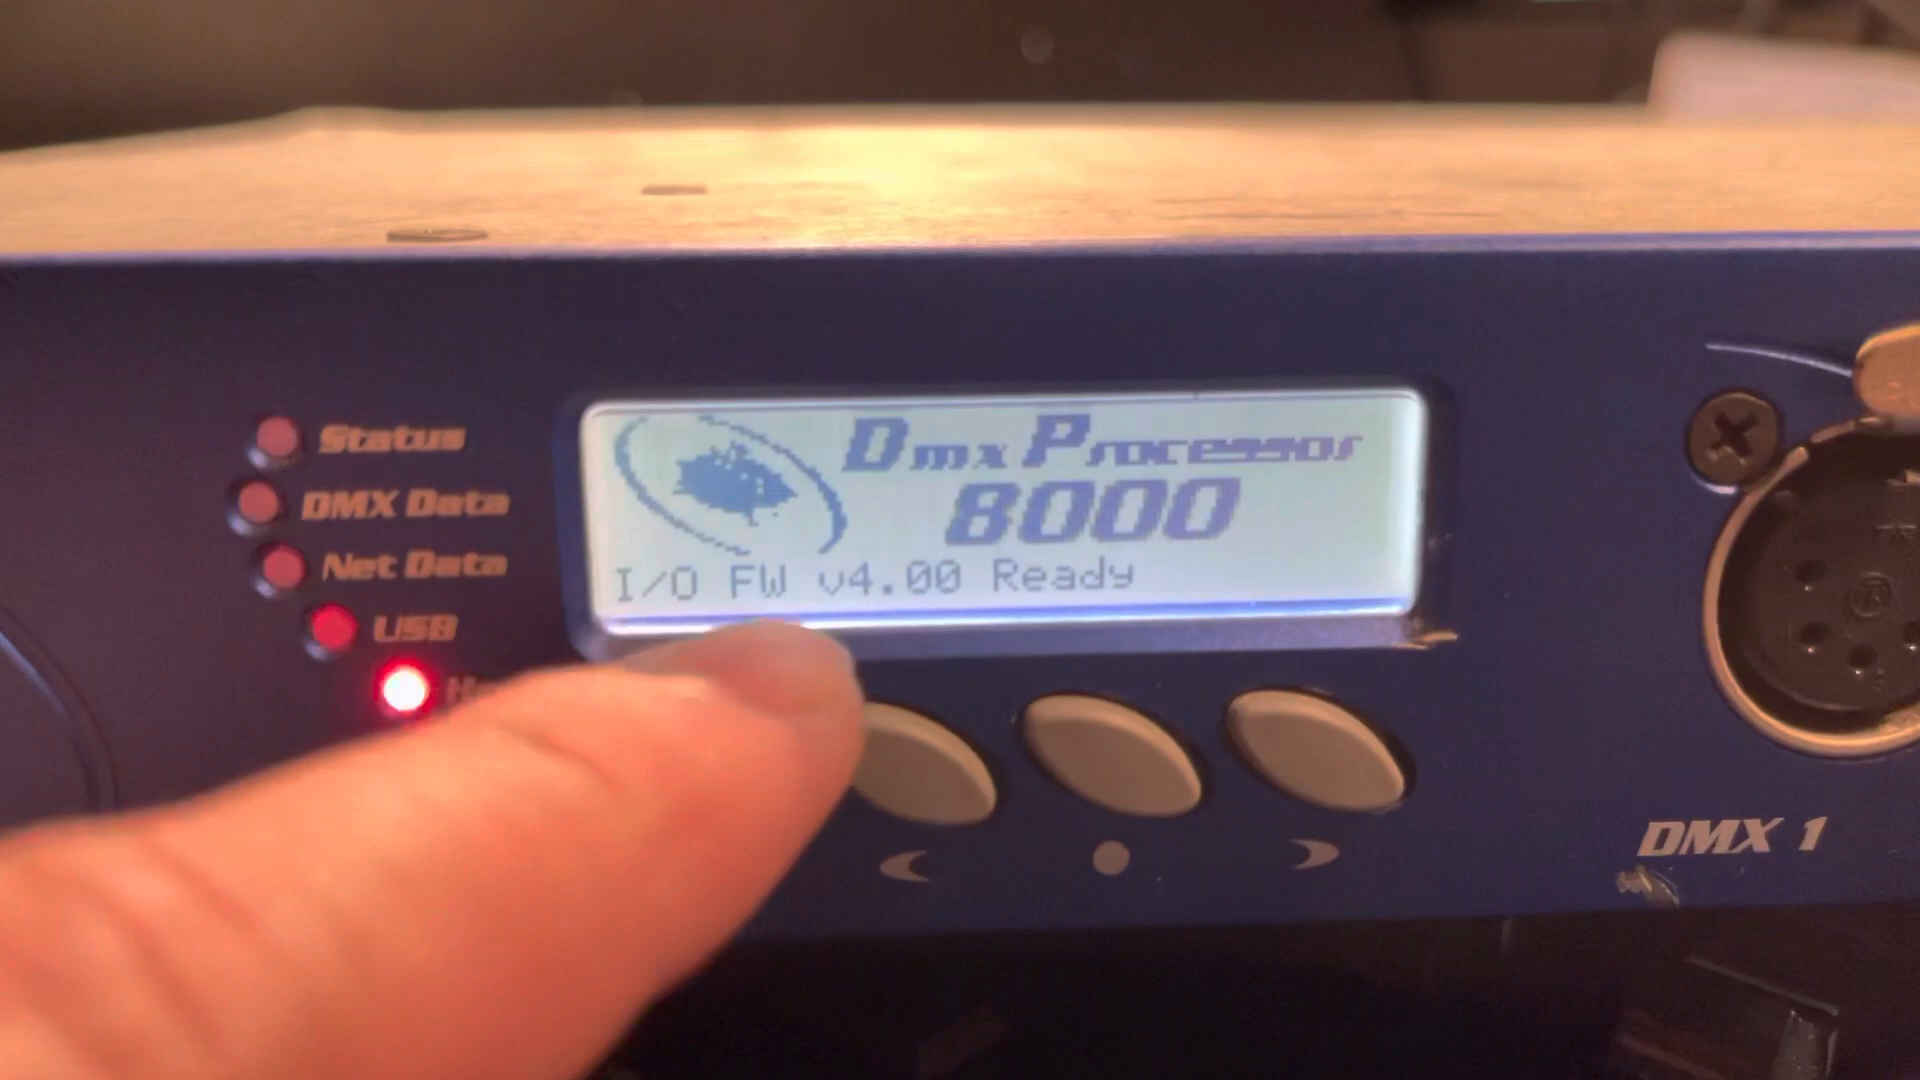 Status
DMX Data
Net Data
USB
Dmx Processor
8000
I/O FW v4.00 Ready
DMX 1